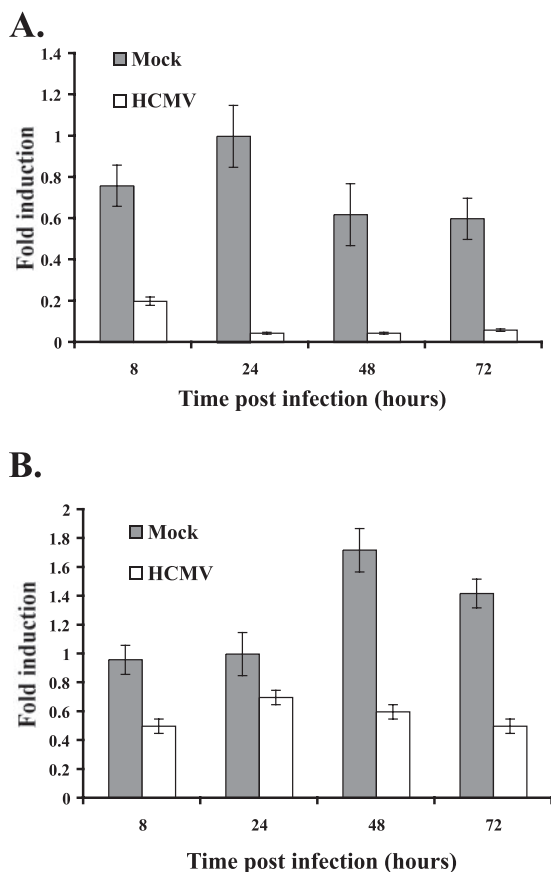 A.
1.4
Mock
1.2
HCMV
1
0.8
0.6
0.4
0.2
0
Fold induction
8 24 48 72
Time post infection (hours)
B.
2
1.8
Mock
1.6
HCMV
1.4
1.2
1
0.8
0.6
0.4
0.2
0
Fold induction
8 24 48 72
Time post infection (hours)